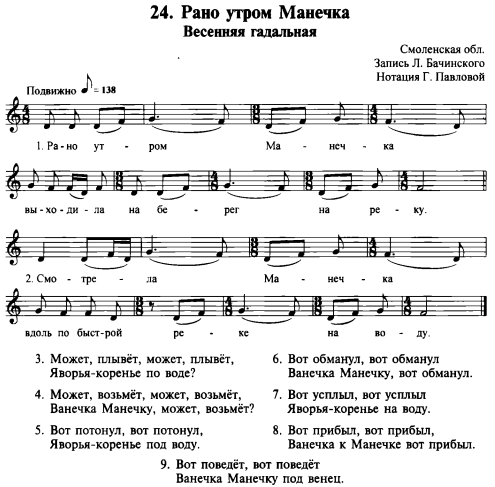 24. Рано утром Манечка
Весенняя гадальная
Смоленская обл.
Запись Л. Бачинского
Нотация Г. Павловой
Подвижно ♪ = 138
1. Ра - но ут - ром Ма - неч - ка
вы - хо - ди - ла на бе - рег на ре - ку.
2. Смо - тре - ла Ма - неч - ка
вдоль по быст - рой ре - ке на во - ду.
3. Может, плывёт, может, плывёт,
Яворья-коренье по воде?
4. Может, возьмёт, может, возьмёт,
Ванечка Манечку, может, возьмёт?
5. Вот потонул, вот потонул,
Яворья-коренье под воду.
6. Вот обманул, вот обманул
Ванечка Манечку, вот обманул.
7. Вот усплыл, вот усплыл
Яворья-коренье на воду.
8. Вот прибыл, вот прибыл,
Ванечка к Манечке вот прибыл.
9. Вот поведёт, вот поведёт
Ванечка Манечку под венец.